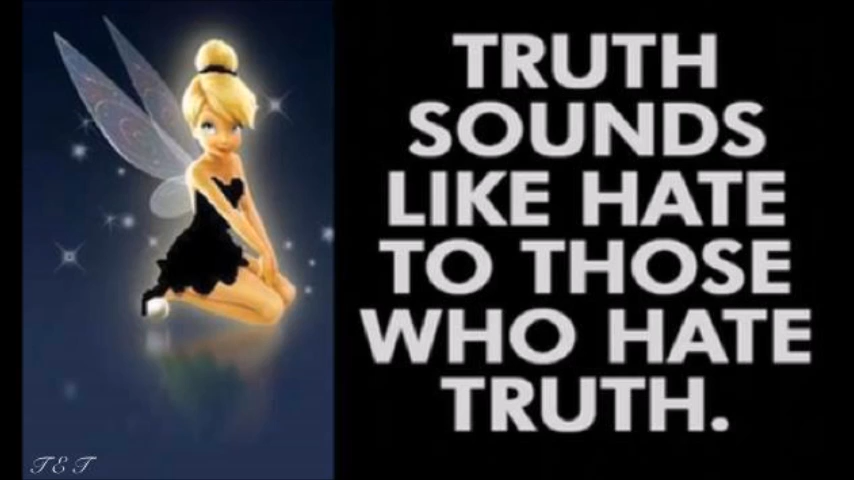 TRUTH
SOUNDS
LIKE HATE
TO THOSE
WHO HATE
TRUTH.
T&T